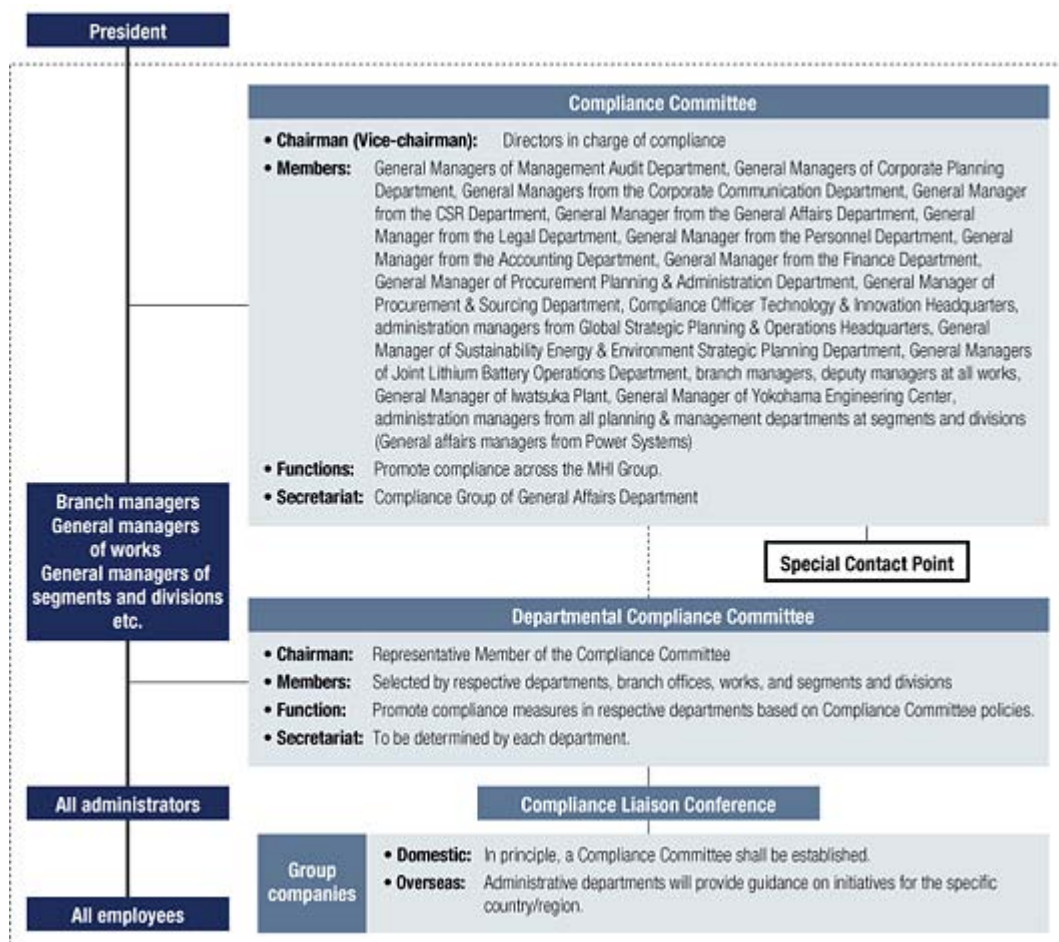 President
Compliance Committee
• Chairman (Vice-chairman): Directors in charge of compliance
• Members: General Managers of Management Audit Department, General Managers of Corporate Planning
Department, General Managers from the Corporate Communication Department, General Manager
from the CSR Department, General Manager from the General Affairs Department, General
Manager from the Legal Department, General Manager from the Personnel Department, General
Manager from the Accounting Department, General Manager from the Finance Department,
General Manager of Procurement Planning & Administration Department, General Manager of
Procurement & Sourcing Department, Compliance Officer Technology & Innovation Headquarters,
administration managers from Global Strategic Planning & Operations Headquarters, General
Manager of Sustainability Energy & Environment Strategic Planning Department, General Managers
of Joint Lithium Battery Operations Department, branch managers, deputy managers at all works,
General Manager of Iwatsuka Plant, General Manager of Yokohama Engineering Center,
administration managers from all planning & management departments at segments and divisions
(General affairs managers from Power Systems)
• Functions: Promote compliance across the MHI Group.
• Secretariat: Compliance Group of General Affairs Department
Branch managers
General managers
of works
General managers of
segments and divisions
etc.
Special Contact Point
Departmental Compliance Committee
• Chairman: Representative Member of the Compliance Committee
• Members: Selected by respective departments, branch offices, works, and segments and divisions
• Function: Promote compliance measures in respective departments based on Compliance Committee policies.
• Secretariat: To be determined by each department.
All administrators
Compliance Liaison Conference
Group
companies
• Domestic: In principle, a Compliance Committee shall be established.
• Overseas: Administrative departments will provide guidance on initiatives for the specific
country/region.
All employees